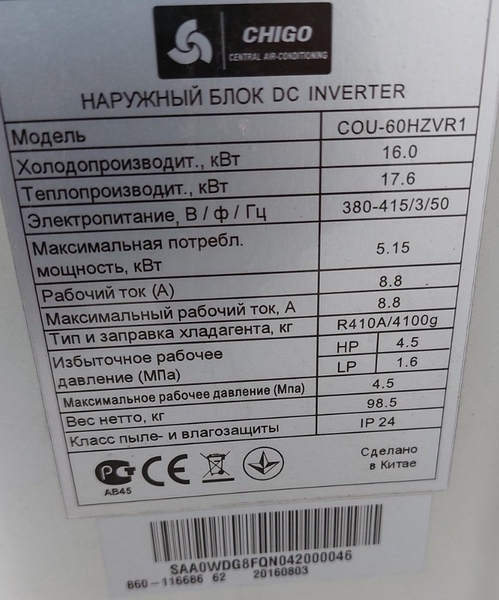 CHIGO
CENTRAL AIR-CONDITIONING
НАРУЖНЫЙ БЛОК DC INVERTER
Модель COU-60HZVR1
Холодопроизводит., кВт 16.0
Теплопроизводит., кВт 17.6
Электропитание, В / ф / Гц 380-415/3/50
Максимальная потребл.
мощность, кВт 5.15
Рабочий ток (А) 8.8
Максимальный рабочий ток, А 8.8
Тип и заправка хладагента, кг R410A/4100g
Избыточное рабочее HP 4.5
давление (МПа) LP 1.6
Максимальное рабочее давление (Мпа) 4.5
Вес нетто, кг 98.5
Класс пыле- и влагозащиты IP 24
АВ45
Сделано
в Китае
SAA0WDG8FQN042000046
B60-116686 62 20160803